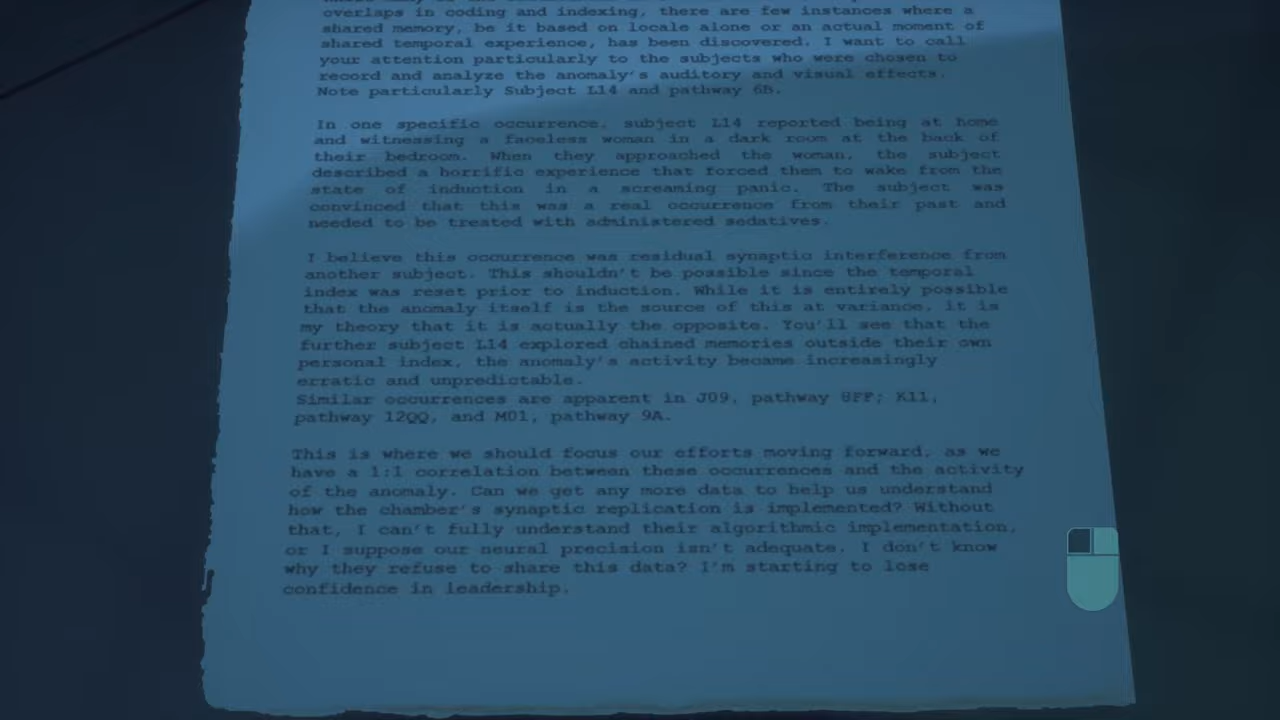 overlaps in coding and indexing, there are few instances where a
shared memory, be it based on locale alone or an actual moment of
shared temporal experience, has been discovered. I want to call
your attention particularly to the subjects who were chosen to
record and analyze the anomaly's auditory and visual effects.
Note particularly Subject L14 and pathway 6B.
In one specific occurrence, subject L14 reported being at home
and witnessing a faceless woman in a dark room at the back of
their bedroom. When they approached the woman, the subject
described a horrific experience that forced them to wake from the
state of induction in a screaming panic. The subject was
convinced that this was a real occurrence from their past and
needed to be treated with administered sedatives.
I believe this occurrence was residual synaptic interference from
another subject. This shouldn't be possible since the temporal
index was reset prior to induction. While it is entirely possible
that the anomaly itself is the source of this at variance, it is
my theory that it is actually the opposite. You'll see that the
further subject L14 explored chained memories outside their own
personal index, the anomaly's activity became increasingly
erratic and unpredictable.
Similar occurrences are apparent in J09, pathway 8FF; K11,
pathway 12QQ, and M01, pathway 9A.
This is where we should focus our efforts moving forward, as we
have a 1:1 correlation between these occurrences and the activity
of the anomaly. Can we get any more data to help us understand
how the chamber's synaptic replication is implemented? Without
that, I can't fully understand their algorithmic implementation,
or I suppose our neural precision isn't adequate. I don't know
why they refuse to share this data? I'm starting to lose
confidence in leadership.